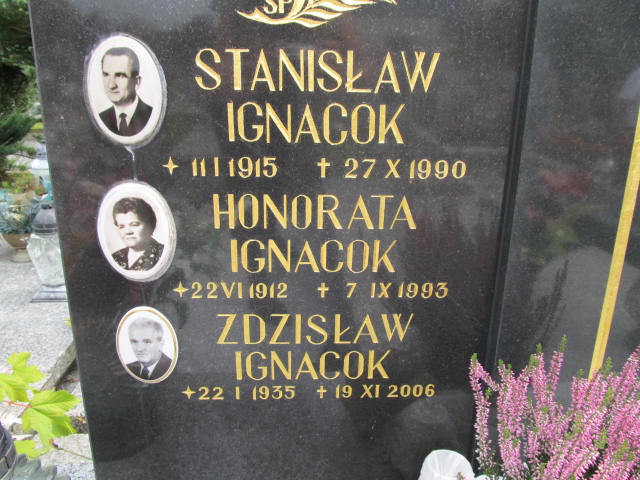 ŚP
STANISŁAW
IGNACOK
✦ 11 I 1915 ✝ 27 X 1990
HONORATA
IGNACOK
✦ 22 VI 1912 ✝ 7 IX 1993
ZDZISŁAW
IGNACOK
✦ 22 I 1935 ✝ 19 XI 2006